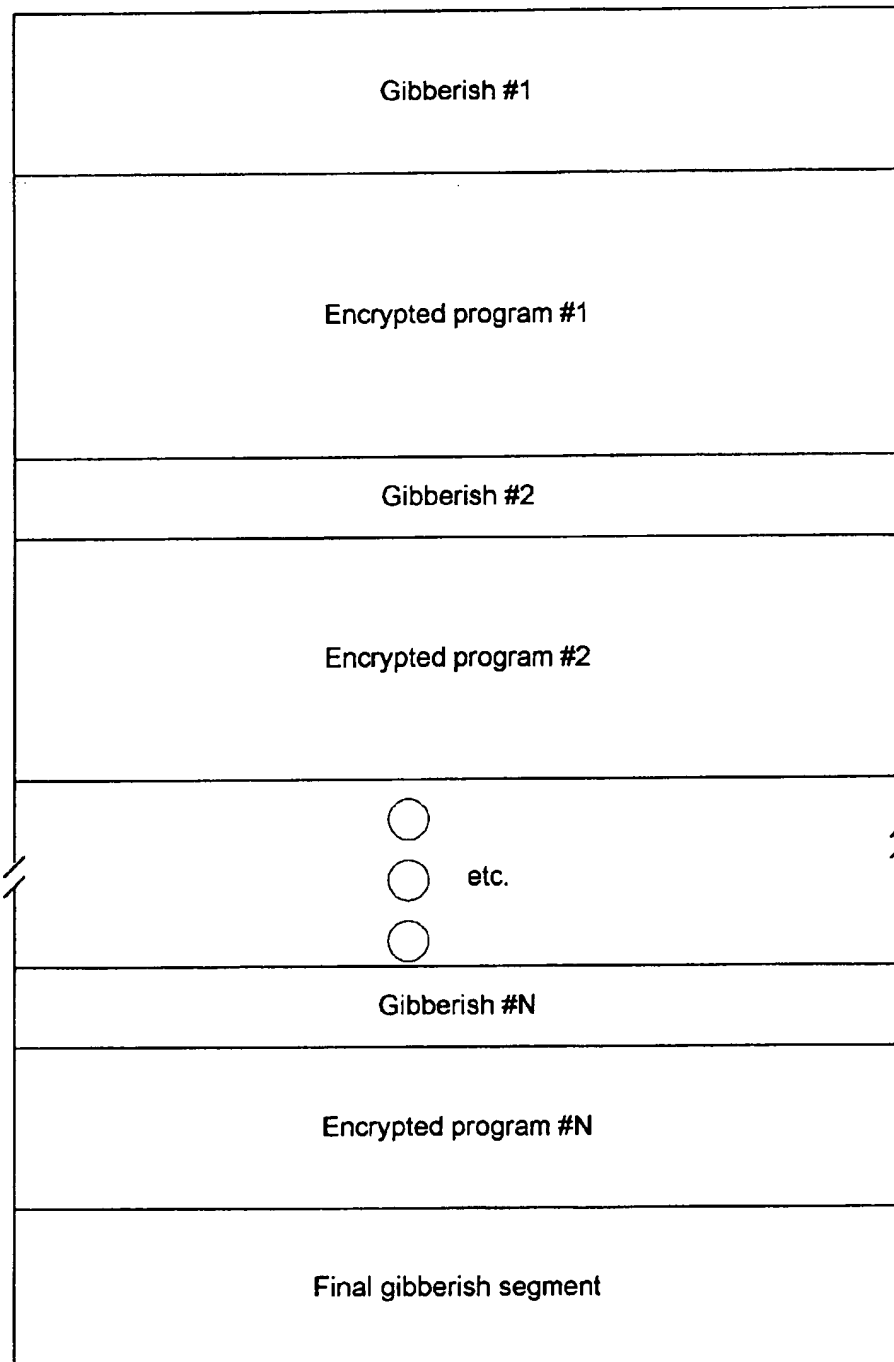 Gibberish #1
Encrypted program #1
Gibberish #2
Encrypted program #2
etc.
Gibberish #N
Encrypted program #N
Final gibberish segment